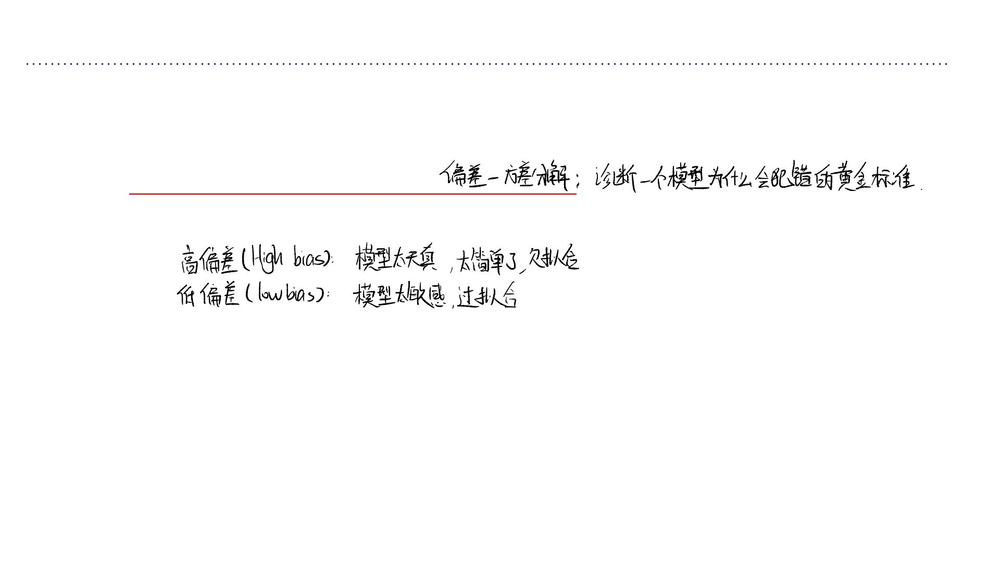 偏差－方差分解：诊断一个模型为什么会犯错的黄金标准.
高偏差(High bias): 模型太天真,太简单了,欠拟合
低偏差(low bias): 模型太敏感,过拟合